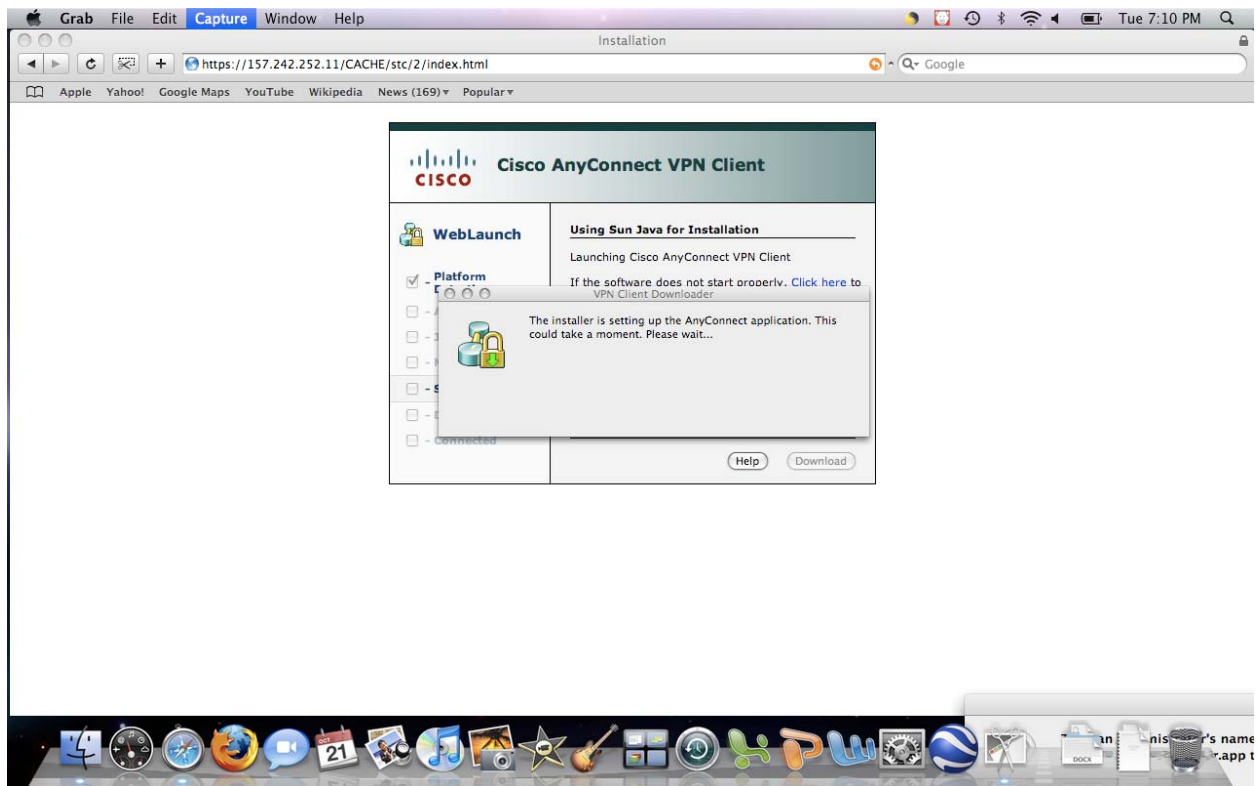 Grab File Edit Capture Window Help Tue 7:10 PM
Installation
https://157.242.252.11/CACHE/stc/2/index.html
Google
Apple Yahoo! Google Maps YouTube Wikipedia News (169) Popular
CISCO
Cisco AnyConnect VPN Client
WebLaunch
Using Sun Java for Installation
Launching Cisco AnyConnect VPN Client
- Platform
If the software does not start properly, Click here to
VPN Client Downloader
The installer is setting up the AnyConnect application. This
could take a moment. Please wait...
- Connected
Help
Download
OCT
21
DOCX
r's name
.app t